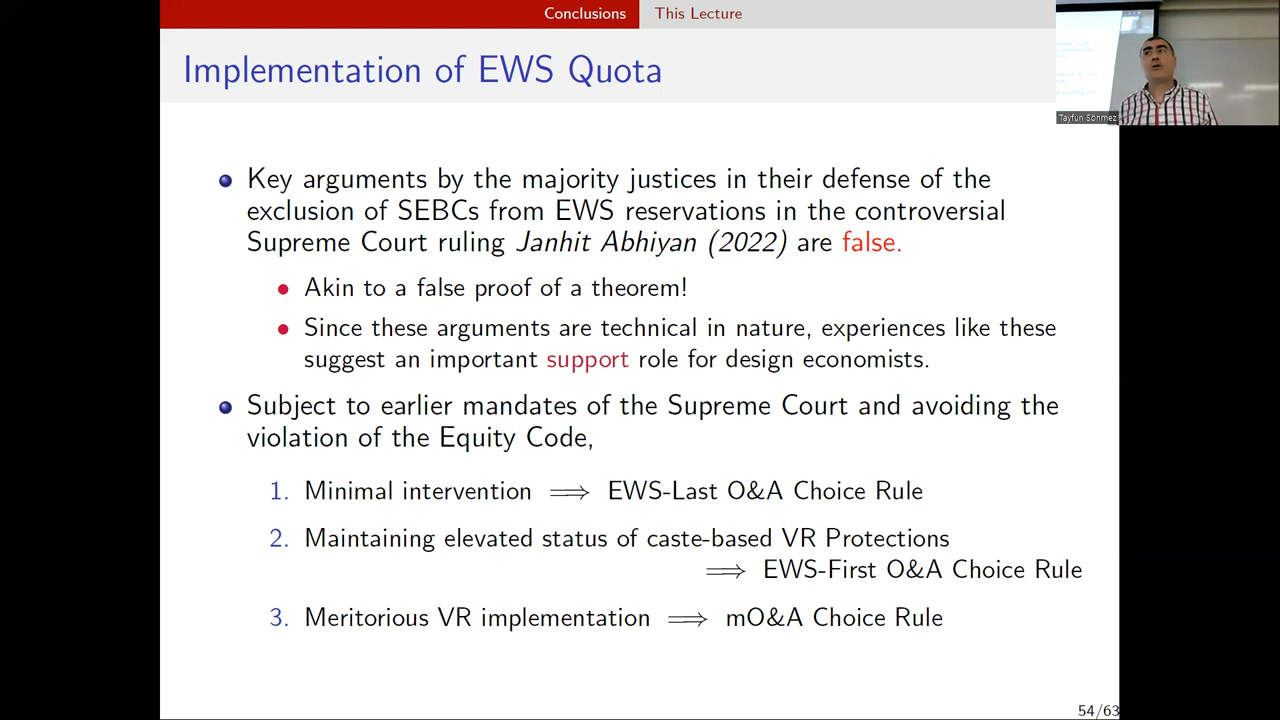 Conclusions This Lecture
Implementation of EWS Quota
Tayfun Sönmez
Key arguments by the majority justices in their defense of the
exclusion of SEBCs from EWS reservations in the controversial
Supreme Court ruling Janhit Abhiyan (2022) are false.
Akin to a false proof of a theorem!
Since these arguments are technical in nature, experiences like these
suggest an important support role for design economists.
Subject to earlier mandates of the Supreme Court and avoiding the
violation of the Equity Code,
1. Minimal intervention ⟹ EWS-Last O&A Choice Rule
2. Maintaining elevated status of caste-based VR Protections
⟹ EWS-First O&A Choice Rule
3. Meritorious VR implementation ⟹ mO&A Choice Rule
54/63